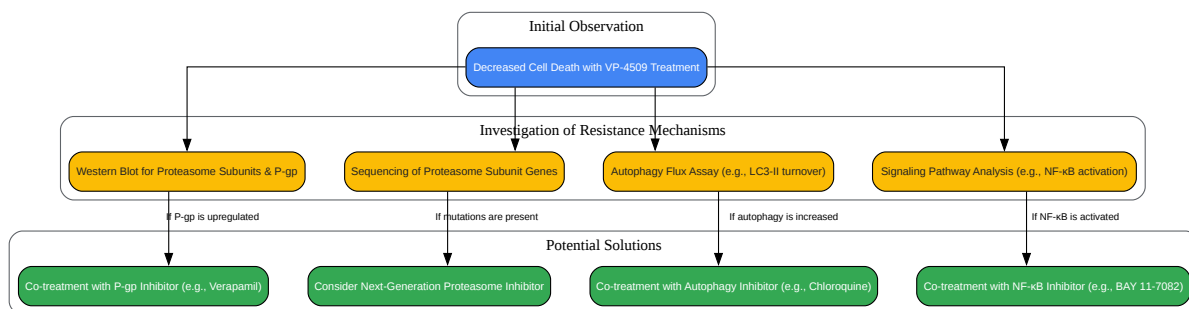 Initial Observation
Decreased Cell Death with VP-4509 Treatment
Investigation of Resistance Mechanisms
Western Blot for Proteasome Subunits & P-gp
Sequencing of Proteasome Subunit Genes
Autophagy Flux Assay (e.g., LC3-II turnover)
Signaling Pathway Analysis (e.g., NF-κB activation)
If P-gp is upregulated
If mutations are present
If autophagy is increased
If NF-κB is activated
Potential Solutions
Co-treatment with P-gp Inhibitor (e.g., Verapamil)
Consider Next-Generation Proteasome Inhibitor
Co-treatment with Autophagy Inhibitor (e.g., Chloroquine)
Co-treatment with NF-κB Inhibitor (e.g., BAY 11-7082)